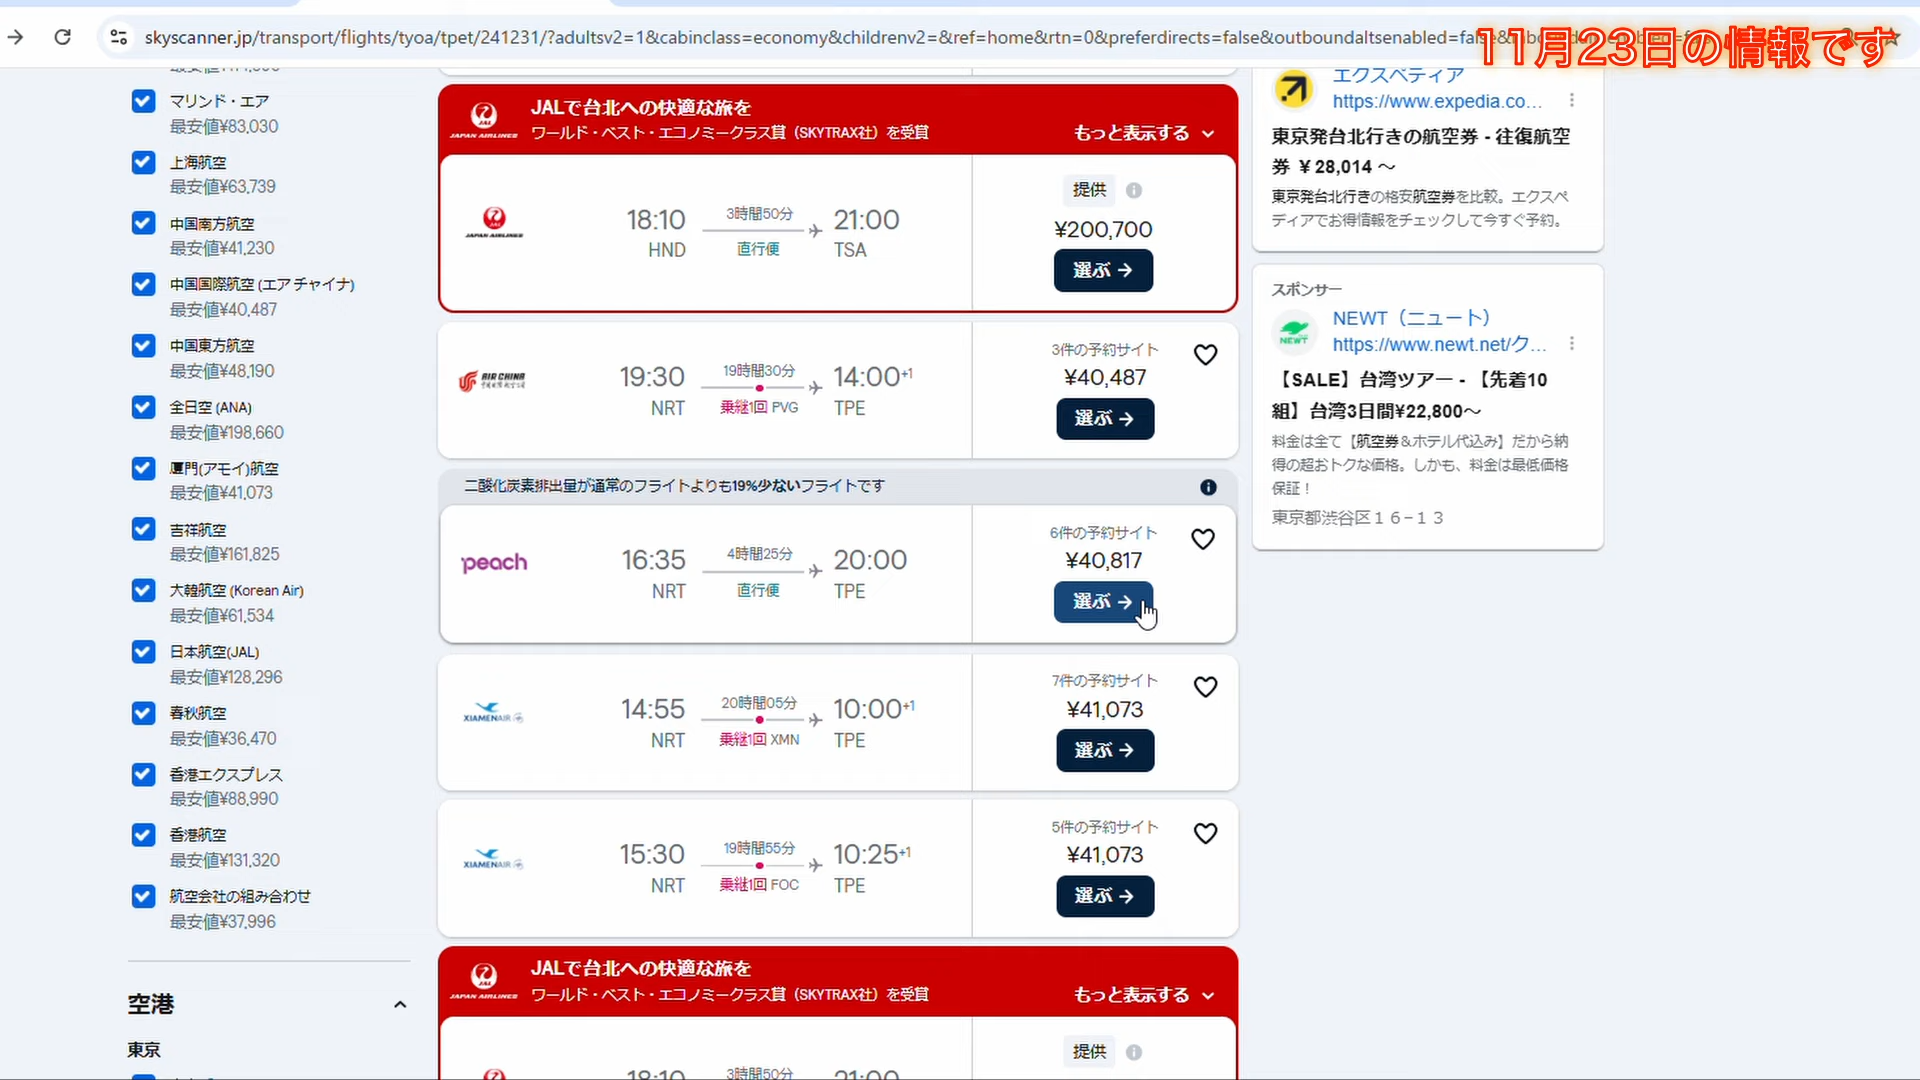 skyscanner.jp/transport/flights/tyoa/tpet/241231/?adultsv2=1&cabinclass=economy&childrenv2=&ref=home&rtn=0&preferdirects=false&outboundaltsenabled=fals
11月23日の情報です
マリンド・エア
最安値¥83,030
上海航空
最安値¥63,739
中国南方航空
最安値¥41,230
中国国際航空 (エア チャイナ)
最安値¥40,487
中国東方航空
最安値¥48,190
全日空 (ANA)
最安値¥198,660
厦門(アモイ)航空
最安値¥41,073
吉祥航空
最安値¥161,825
大韓航空 (Korean Air)
最安値¥61,534
日本航空(JAL)
最安値¥128,296
春秋航空
最安値¥36,470
香港エクスプレス
最安値¥88,990
香港航空
最安値¥131,320
航空会社の組み合わせ
最安値¥37,996
空港
東京
JAPAN AIRLINES
JALで台北への快適な旅を
ワールド・ベスト・エコノミークラス賞（SKYTRAX社）を受賞
もっと表示する
JAPAN AIRLINES
18:10
HND
3時間50分
直行便
21:00
TSA
提供
¥200,700
選ぶ →
AIR CHINA
19:30
NRT
19時間30分
乗継1回 PVG
14:00+1
TPE
3件の予約サイト
¥40,487
選ぶ →
二酸化炭素排出量が通常のフライトよりも19%少ないフライトです
peach
16:35
NRT
4時間25分
直行便
20:00
TPE
6件の予約サイト
¥40,817
選ぶ →
XIAMENAIR
14:55
NRT
20時間05分
乗継1回 XMN
10:00+1
TPE
7件の予約サイト
¥41,073
選ぶ →
XIAMENAIR
15:30
NRT
19時間55分
乗継1回 FOC
10:25+1
TPE
5件の予約サイト
¥41,073
選ぶ →
JAPAN AIRLINES
JALで台北への快適な旅を
ワールド・ベスト・エコノミークラス賞（SKYTRAX社）を受賞
もっと表示する
18:10
3時間50分
21:00
提供
エクスペディア
https://www.expedia.co...
東京発台北行きの航空券 - 往復航空
券 ¥28,014 ～
東京発台北行きの格安航空券を比較。エクスペ
ディアでお得情報をチェックして今すぐ予約。
スポンサー
NEWT
NEWT（ニュート）
https://www.newt.net/ク...
【SALE】台湾ツアー - 【先着10
組】台湾3日間¥22,800～
料金は全て【航空券＆ホテル代込み】だから納
得の超おトクな価格。しかも、料金は最低価格
保証！
東京都渋谷区１６−１３